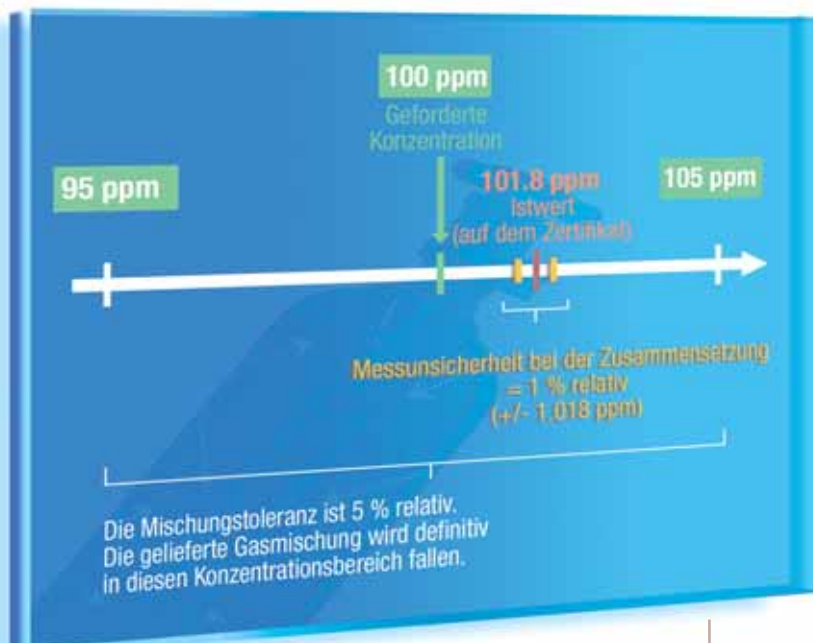 100 ppm
Geforderte
Konzentration
95 ppm
101.8 ppm
Istwert
(auf dem Zertifikat)
105 ppm
Messunsicherheit bei der Zusammensetzung
= 1 % relativ
(+/- 1,018 ppm)
Die Mischungstoleranz ist 5 % relativ.
Die gelieferte Gasmischung wird definitiv
in diesen Konzentrationsbereich fallen.